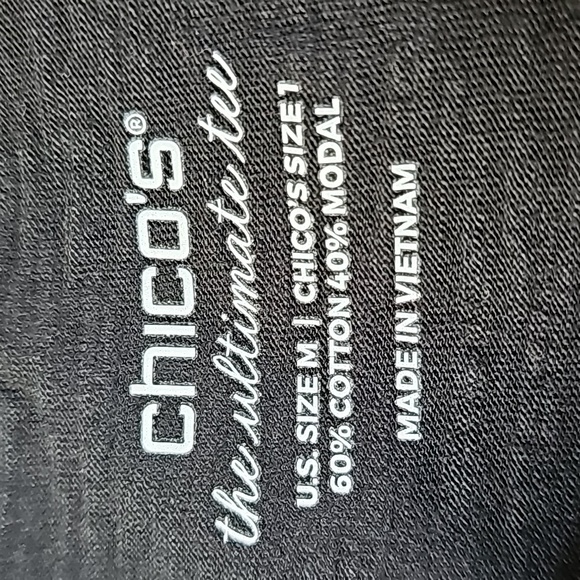 chico's®
the ultimate tee
U.S. SIZE M | CHICO'S SIZE 1
60% COTTON 40% MODAL
MADE IN VIETNAM